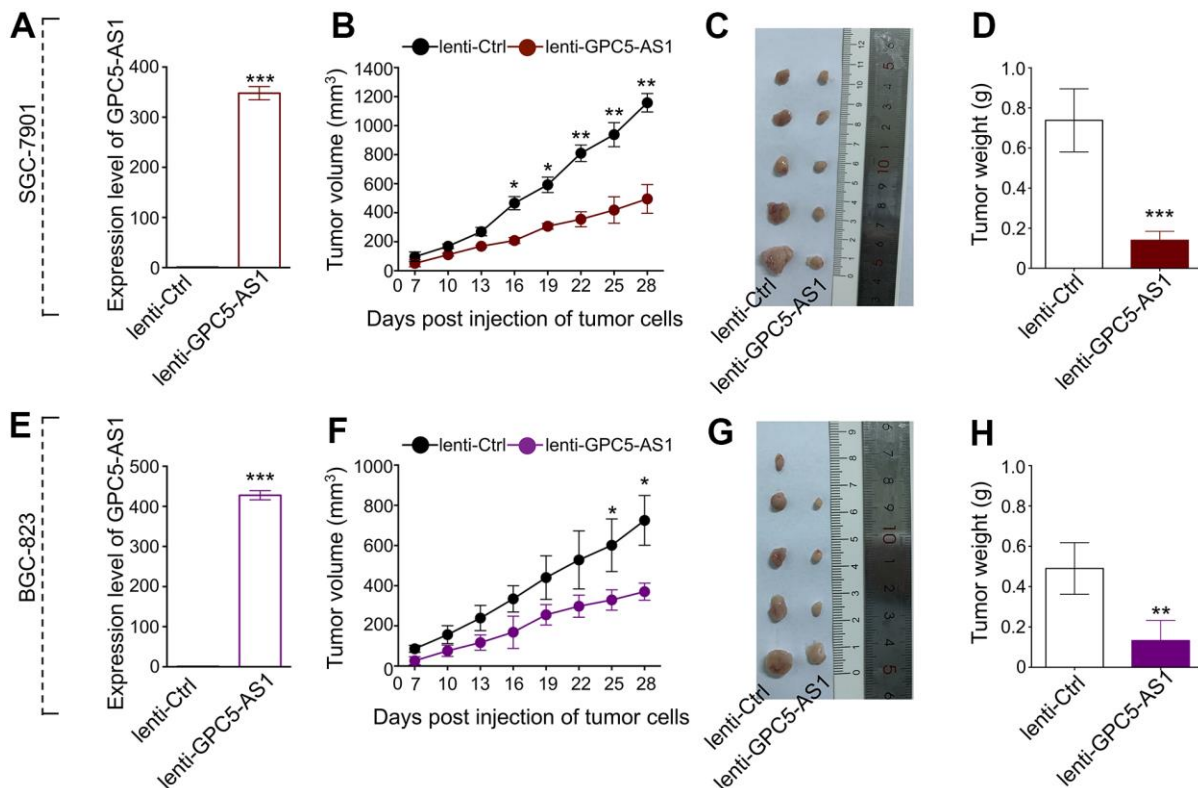 SGC-7901
A
Expression level of GPC5-AS1
400
300
200
100
0
***
lenti-Ctrl
lenti-GPC5-AS1
B
lenti-Ctrl lenti-GPC5-AS1
Tumor volume (mm3)
1400
1200
1000
800
600
400
200
0 7 10 13 16 19 22 25 28
* * ** ** **
Days post injection of tumor cells
C
lenti-Ctrl
lenti-GPC5-AS1
D
Tumor weight (g)
1.0
0.8
0.6
0.4
0.2
0
***
lenti-Ctrl
lenti-GPC5-AS1
BGC-823
E
Expression level of GPC5-AS1
500
400
300
200
100
0
***
lenti-Ctrl
lenti-GPC5-AS1
F
lenti-Ctrl lenti-GPC5-AS1
Tumor volume (mm3)
1000
800
600
400
200
0 7 10 13 16 19 22 25 28
* *
Days post injection of tumor cells
G
lenti-Ctrl
lenti-GPC5-AS1
H
Tumor weight (g)
1.0
0.8
0.6
0.4
0.2
0
**
lenti-Ctrl
lenti-GPC5-AS1